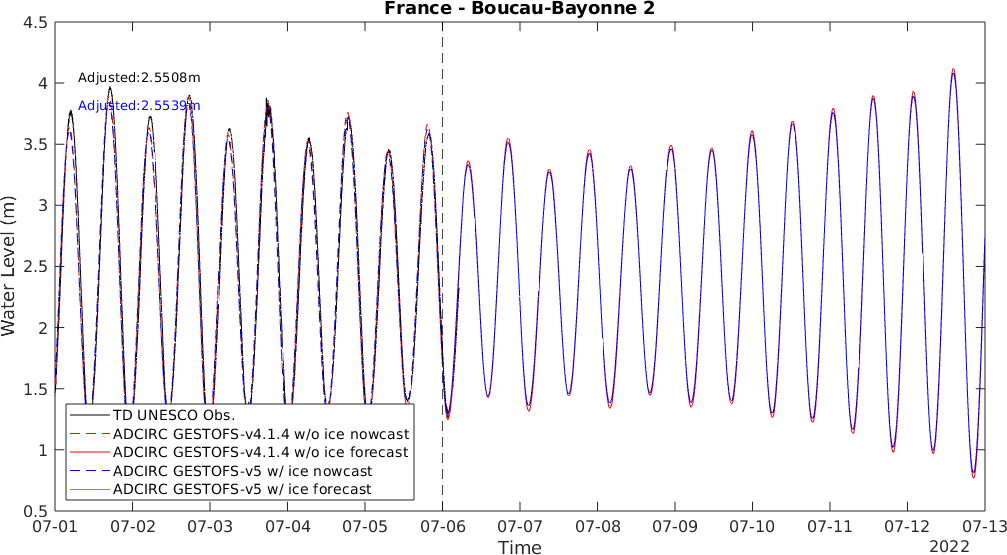 France - Boucau-Bayonne 2
4.5
4
3.5
3
2.5
2
1.5
1
0.5
Water Level (m)
Adjusted:2.5508m
Adjusted:2.5539m
TD UNESCO Obs.
ADCIRC GESTOFS-v4.1.4 w/o ice nowcast
ADCIRC GESTOFS-v4.1.4 w/o ice forecast
ADCIRC GESTOFS-v5 w/ ice nowcast
ADCIRC GESTOFS-v5 w/ ice forecast
07-01 07-02 07-03 07-04 07-05 07-06 07-07 07-08 07-09 07-10 07-11 07-12 07-13
Time
2022